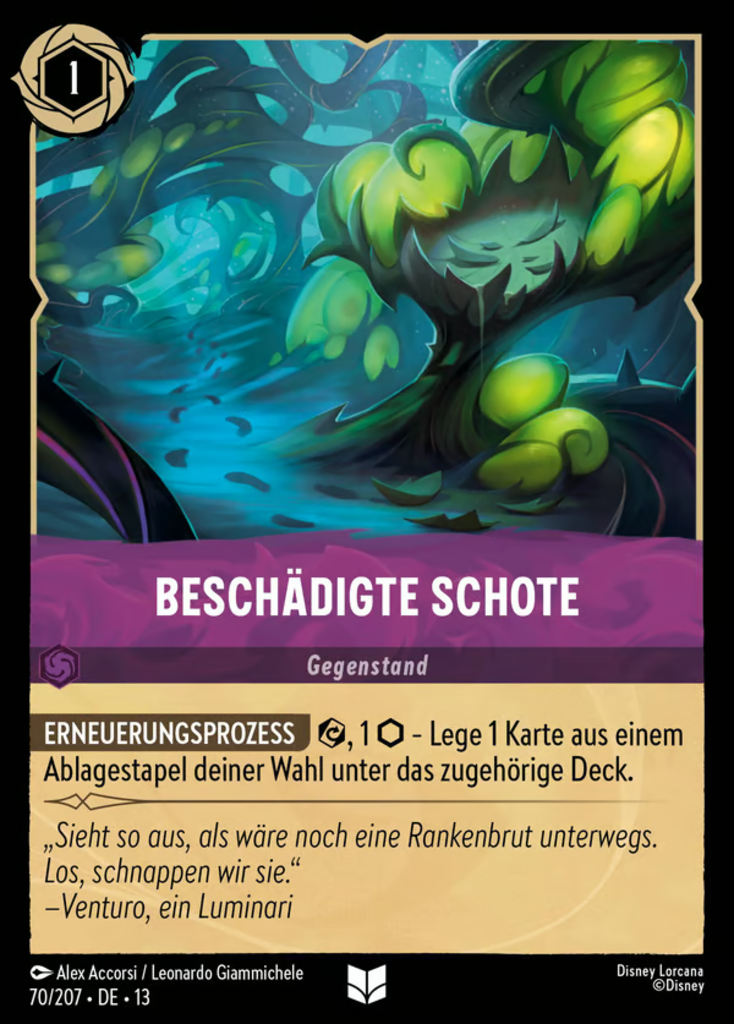 1
BESCHÄDIGTE SCHOTE
Gegenstand
ERNEUERUNGSPROZESS , 1 – Lege 1 Karte aus einem
Ablagestapel deiner Wahl unter das zugehörige Deck.
„Sieht so aus, als wäre noch eine Rankenbrut unterwegs.
Los, schnappen wir sie.“
–Venturo, ein Luminari
Alex Accorsi / Leonardo Giammichele
70/207 • DE • 13
Disney Lorcana
©Disney